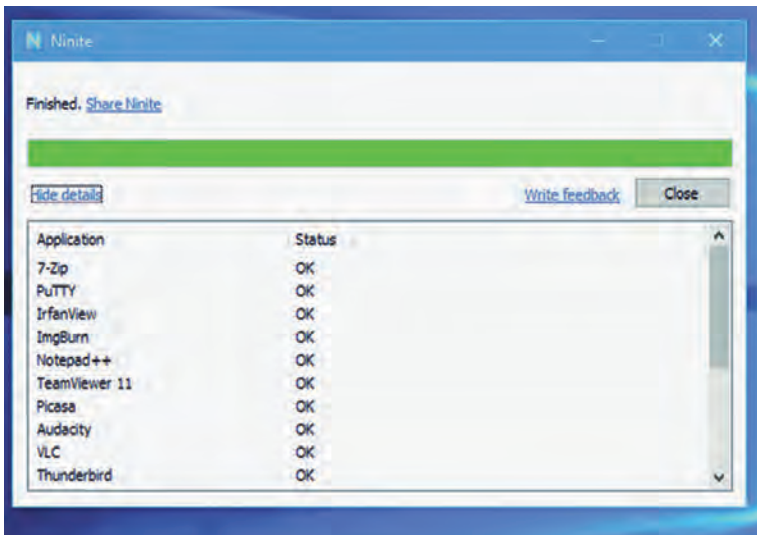 N Ninite
Finished. Share Ninite
Hide details
Write feedback
Close
Application Status
7-Zip OK
PuTTY OK
IrfanView OK
ImgBurn OK
Notepad++ OK
TeamViewer 11 OK
Picasa OK
Audacity OK
VLC OK
Thunderbird OK